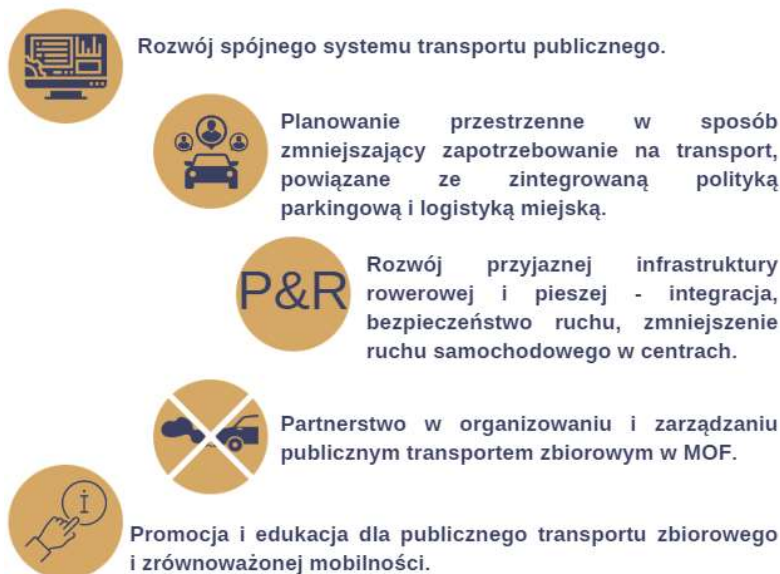 Rozwój spójnego systemu transportu publicznego.
Planowanie przestrzenne w sposób
zmniejszający zapotrzebowanie na transport,
powiązane ze zintegrowaną polityką
parkingową i logistyką miejską.
P&R
Rozwój przyjaznej infrastruktury
rowerowej i pieszej - integracja,
bezpieczeństwo ruchu, zmniejszenie
ruchu samochodowego w centrach.
Partnerstwo w organizowaniu i zarządzaniu
publicznym transportem zbiorowym w MOF.
i
Promocja i edukacja dla publicznego transportu zbiorowego
i zrównoważonej mobilności.